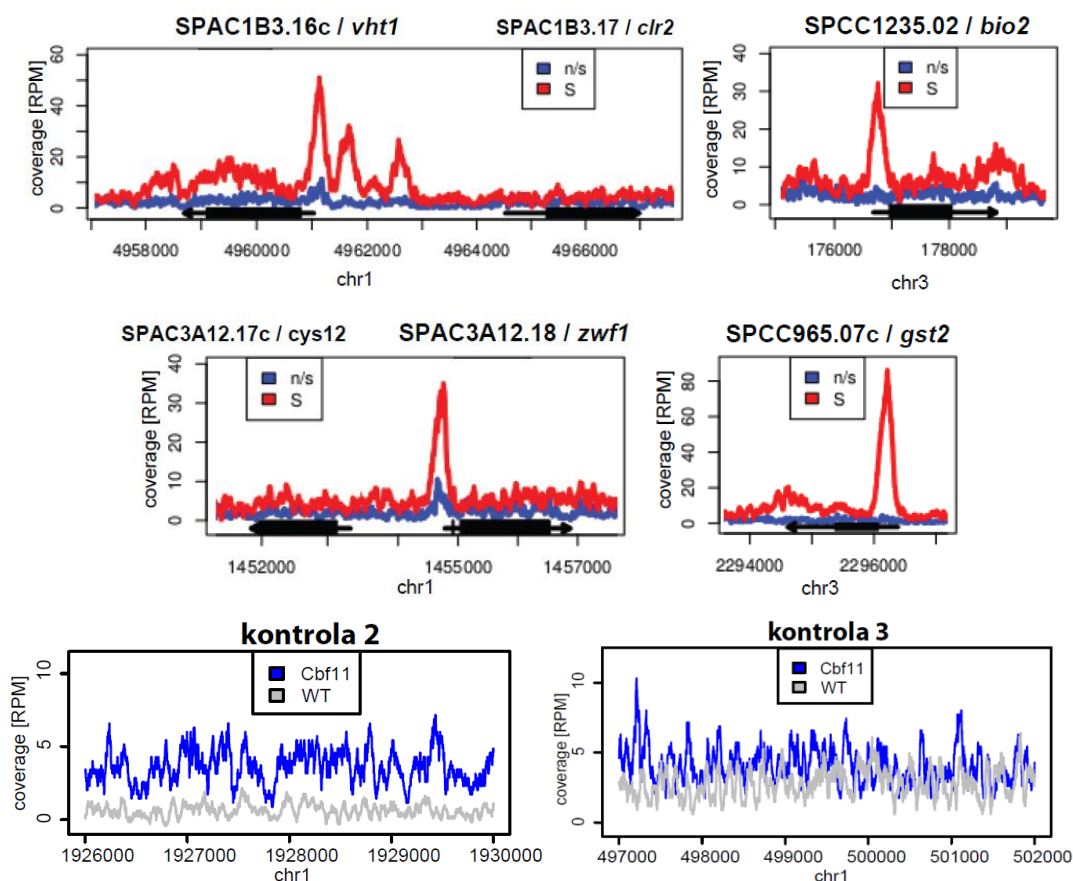 SPAC1B3.16c / vht1
SPAC1B3.17 / clr2
SPCC1235.02 / bio2
coverage [RPM]
0 20 40 60
n/s
S
4958000 4960000 4962000 4964000 4966000
chr1
coverage [RPM]
0 10 20 30 40
n/s
S
176000 178000
chr3
SPAC3A12.17c / cys12
SPAC3A12.18 / zwf1
SPCC965.07c / gst2
coverage [RPM]
0 10 20 30 40
n/s
S
1452000 1455000 1457000
chr1
coverage [RPM]
0 20 40 60 80
n/s
S
2294000 2296000
chr3
kontrola 2
coverage [RPM]
0 5 10
Cbf11
WT
1926000 1927000 1928000 1929000 1930000
chr1
kontrola 3
coverage [RPM]
0 5 10
Cbf11
WT
497000 498000 499000 500000 501000 502000
chr1